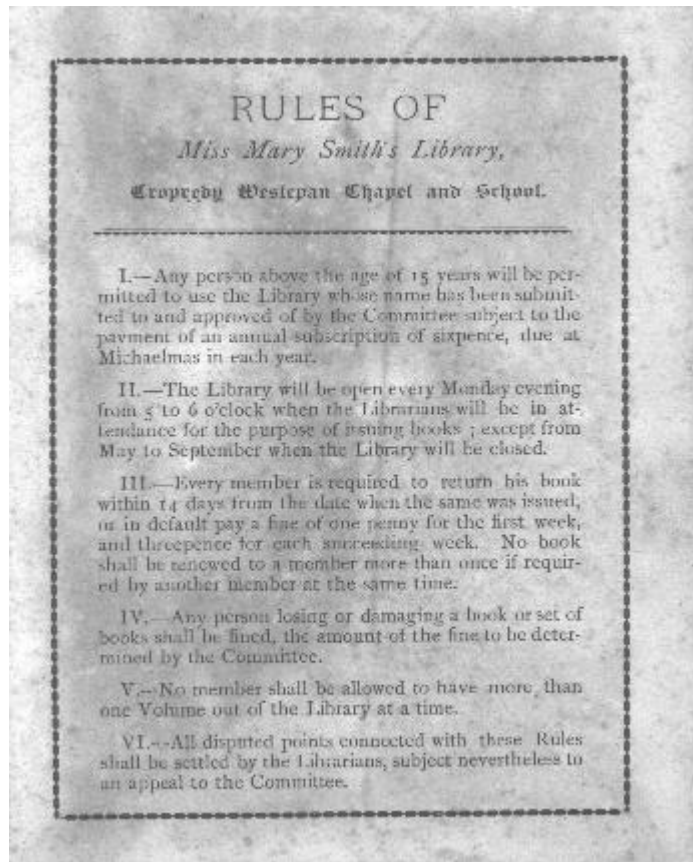 RULES OF
Miss Mary Smith's Library,
Cropredy Wesleyan Chapel and School.
I.—Any person above the age of 15 years will be per-
mitted to use the Library whose name has been submit-
ted to and approved of by the Committee subject to the
payment of an annual subscription of sixpence, due at
Michaelmas in each year.
II.—The Library will be open every Monday evening
from 5 to 6 o'clock when the Librarians will be in at-
tendance for the purpose of issuing books ; except from
May to September when the Library will be closed.
III.—Every member is required to return his book
within 14 days from the date when the same was issued,
or in default pay a fine of one penny for the first week,
and threepence for each succeeding week. No book
shall be renewed to a member more than once if requir-
ed by another member at the same time.
IV.—Any person losing or damaging a book or set of
books shall be fined, the amount of the fine to be deter-
mined by the Committee.
V.—No member shall be allowed to have more than
one Volume out of the Library at a time.
VI.—All disputed points connected with these Rules
shall be settled by the Librarians, subject nevertheless to
an appeal to the Committee.